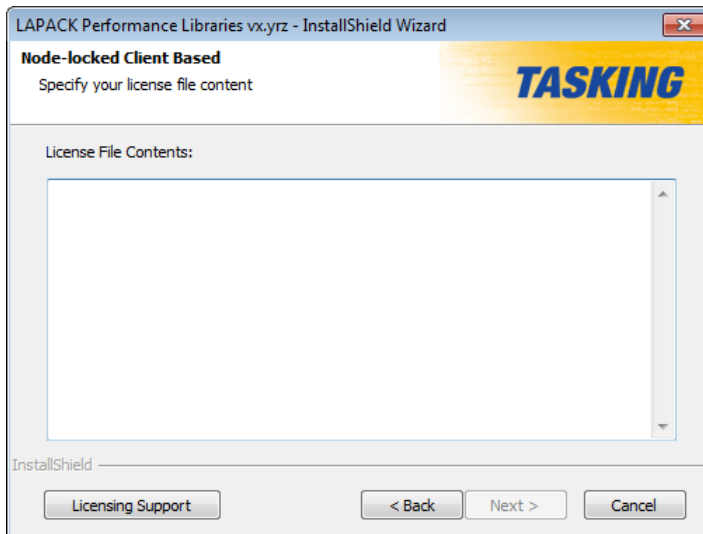 LAPACK Performance Libraries vx.yrz - InstallShield Wizard
Node-locked Client Based
Specify your license file content
TASKING
License File Contents:
InstallShield
Licensing Support
< Back
Next >
Cancel